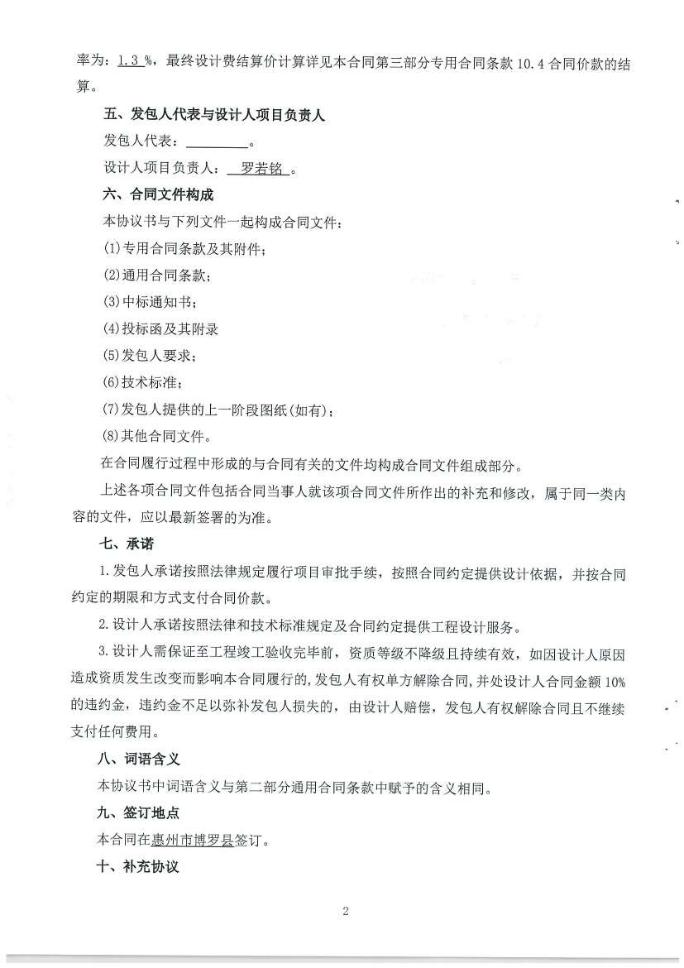 率为：1.3 %，最终设计费结算价计算详见本合同第三部分专用合同条款 10.4 合同价款的结
算。
五、发包人代表与设计人项目负责人
发包人代表：________。
设计人项目负责人： 罗若铭 。
六、合同文件构成
本协议书与下列文件一起构成合同文件：
(1)专用合同条款及其附件；
(2)通用合同条款；
(3)中标通知书；
(4)投标函及其附录
(5)发包人要求；
(6)技术标准；
(7)发包人提供的上一阶段图纸(如有)；
(8)其他合同文件。
在合同履行过程中形成的与合同有关的文件均构成合同文件组成部分。
上述各项合同文件包括合同当事人就该项合同文件所作出的补充和修改，属于同一类内
容的文件，应以最新签署的为准。
七、承诺
1.发包人承诺按照法律规定履行项目审批手续，按照合同约定提供设计依据，并按合同
约定的期限和方式支付合同价款。
2.设计人承诺按照法律和技术标准规定及合同约定提供工程设计服务。
3.设计人需保证至工程竣工验收完毕前，资质等级不降级且持续有效，如因设计人原因
造成资质发生改变而影响本合同履行的,发包人有权单方解除合同,并处设计人合同金额 10%
的违约金，违约金不足以弥补发包人损失的，由设计人赔偿，发包人有权解除合同且不继续
支付任何费用。
八、词语含义
本协议书中词语含义与第二部分通用合同条款中赋予的含义相同。
九、签订地点
本合同在惠州市博罗县签订。
十、补充协议
2